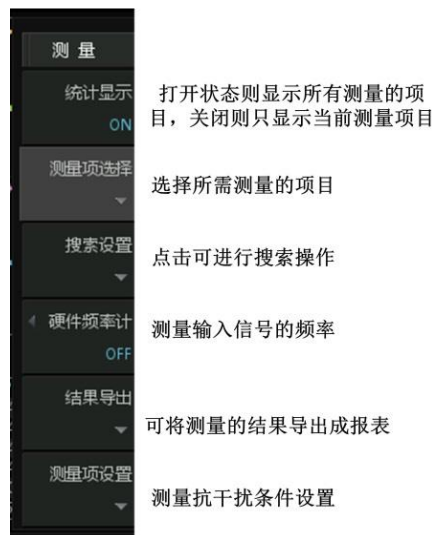 测 量
统计显示
ON
打开状态则显示所有测量的项
目，关闭则只显示当前测量项目
测量项选择
选择所需测量的项目
搜索设置
点击可进行搜索操作
硬件频率计
OFF
测量输入信号的频率
结果导出
可将测量的结果导出成报表
测量项设置
测量抗干扰条件设置